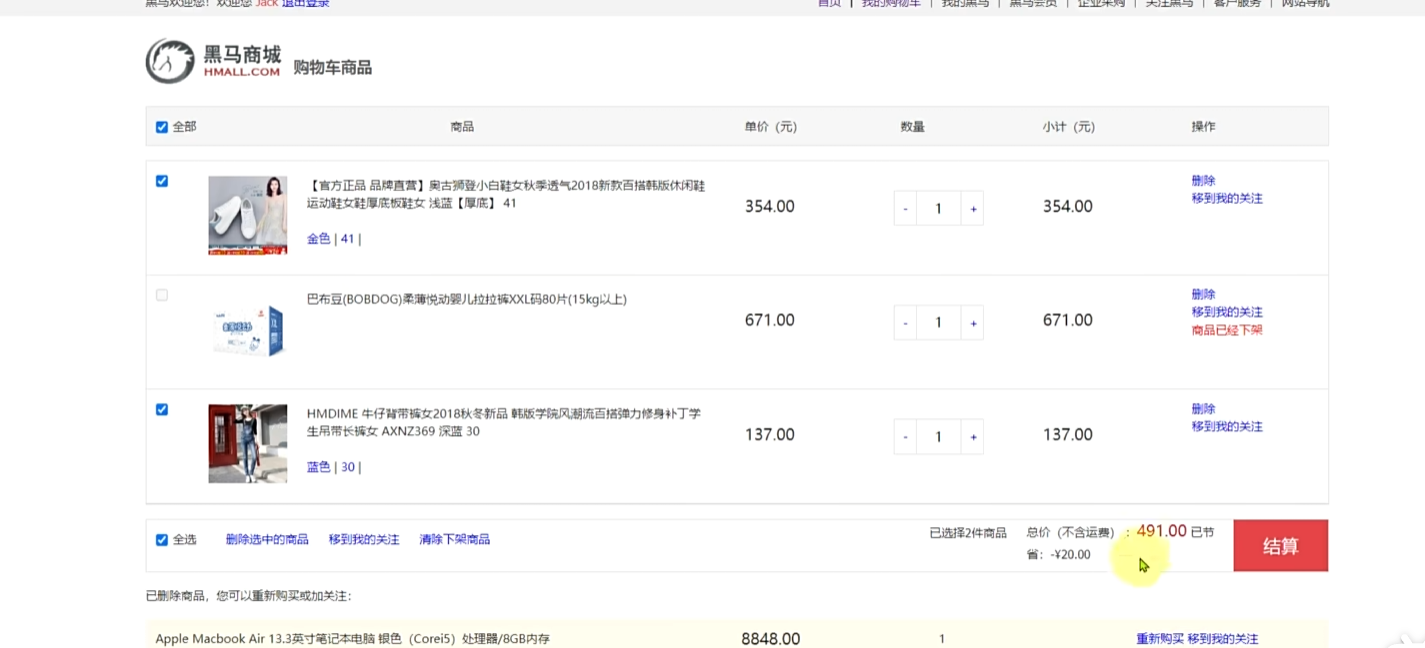 黑马欢迎您！欢迎您 Jack 退出登录
首页 | 我的购物车 | 我的黑马 | 黑马会员 | 企业采购 | 关注黑马 | 客户服务 | 网站导航
黑马商城
HMALL.COM
购物车商品
全部 商品 单价（元） 数量 小计（元） 操作
【官方正品 品牌直营】奥古狮登小白鞋女秋季透气2018新款百搭韩版休闲鞋
运动鞋女鞋厚底板鞋女 浅蓝【厚底】 41
金色 | 41 |
354.00
- 1 +
354.00
删除
移到我的关注
巴布豆(BOBDOG)柔薄悦动婴儿拉拉裤XXL码80片(15kg以上)
671.00
- 1 +
671.00
删除
移到我的关注
商品已经下架
HMDIME 牛仔背带裤女2018秋冬新品 韩版学院风潮流百搭弹力修身补丁学
生吊带长裤女 AXNZ369 深蓝 30
蓝色 | 30 |
137.00
- 1 +
137.00
删除
移到我的关注
全选 删除选中的商品 移到我的关注 清除下架商品
已选择2件商品 总价（不含运费） ：491.00 已节
省：-¥20.00
结算
已删除商品，您可以重新购买或加关注：
Apple Macbook Air 13.3英寸笔记本电脑 银色（Corei5）处理器/8GB内存 8848.00 1 重新购买 移到我的关注